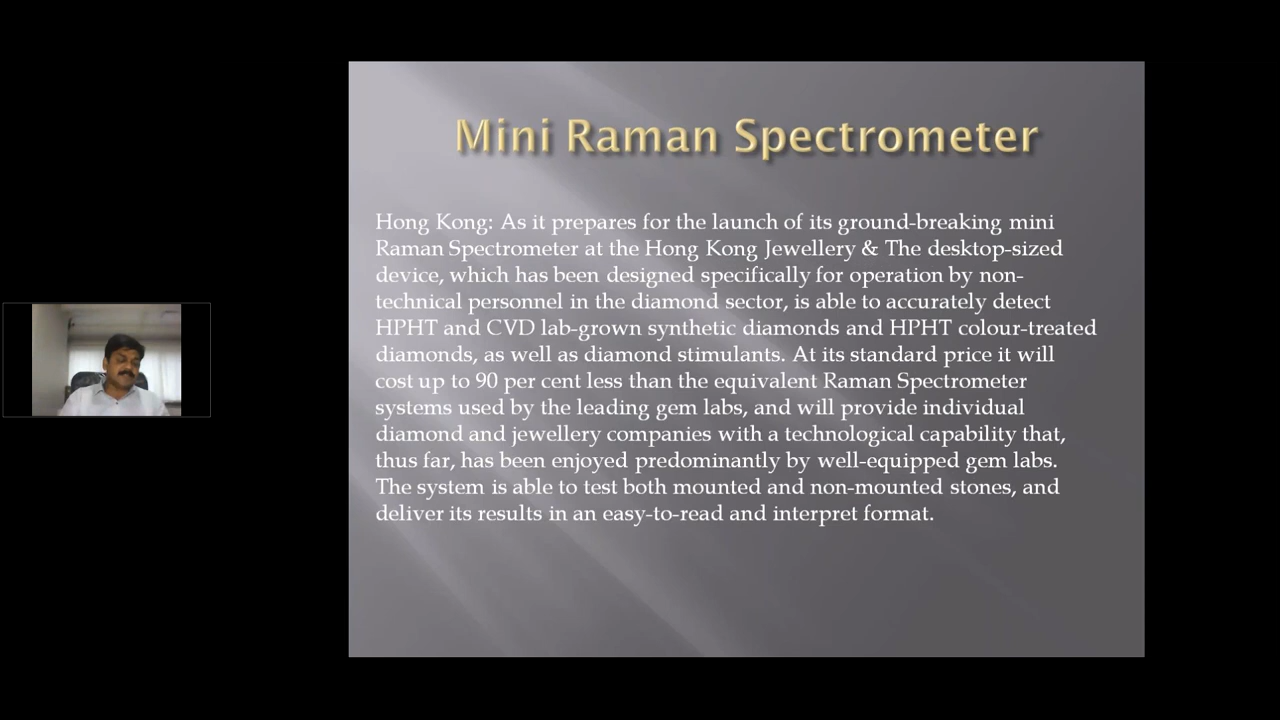 Mini Raman Spectrometer
Hong Kong: As it prepares for the launch of its ground-breaking mini
Raman Spectrometer at the Hong Kong Jewellery & The desktop-sized
device, which has been designed specifically for operation by non-
technical personnel in the diamond sector, is able to accurately detect
HPHT and CVD lab-grown synthetic diamonds and HPHT colour-treated
diamonds, as well as diamond stimulants. At its standard price it will
cost up to 90 per cent less than the equivalent Raman Spectrometer
systems used by the leading gem labs, and will provide individual
diamond and jewellery companies with a technological capability that,
thus far, has been enjoyed predominantly by well-equipped gem labs.
The system is able to test both mounted and non-mounted stones, and
deliver its results in an easy-to-read and interpret format.